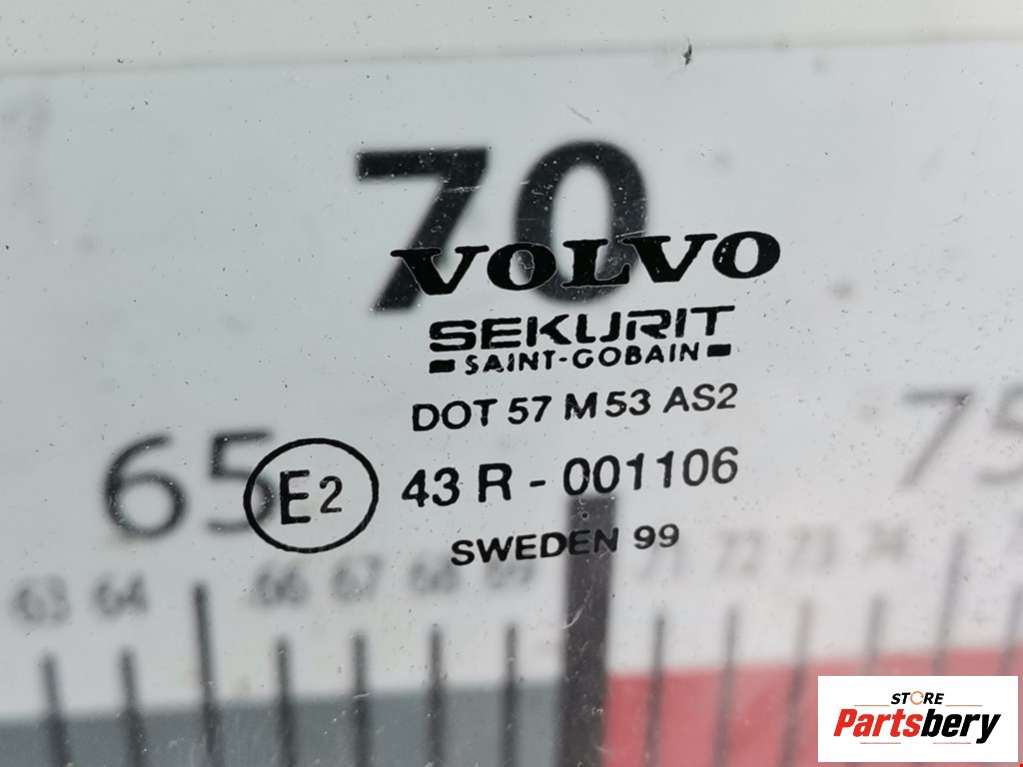 70
VOLVO
SEKURIT
SAINT-GOBAIN
DOT 57 M 53 AS2
65
75
E2 43 R - 001106
SWEDEN 99
63 64 66 67 68 69 71 72 73 74
STORE
Partsbery